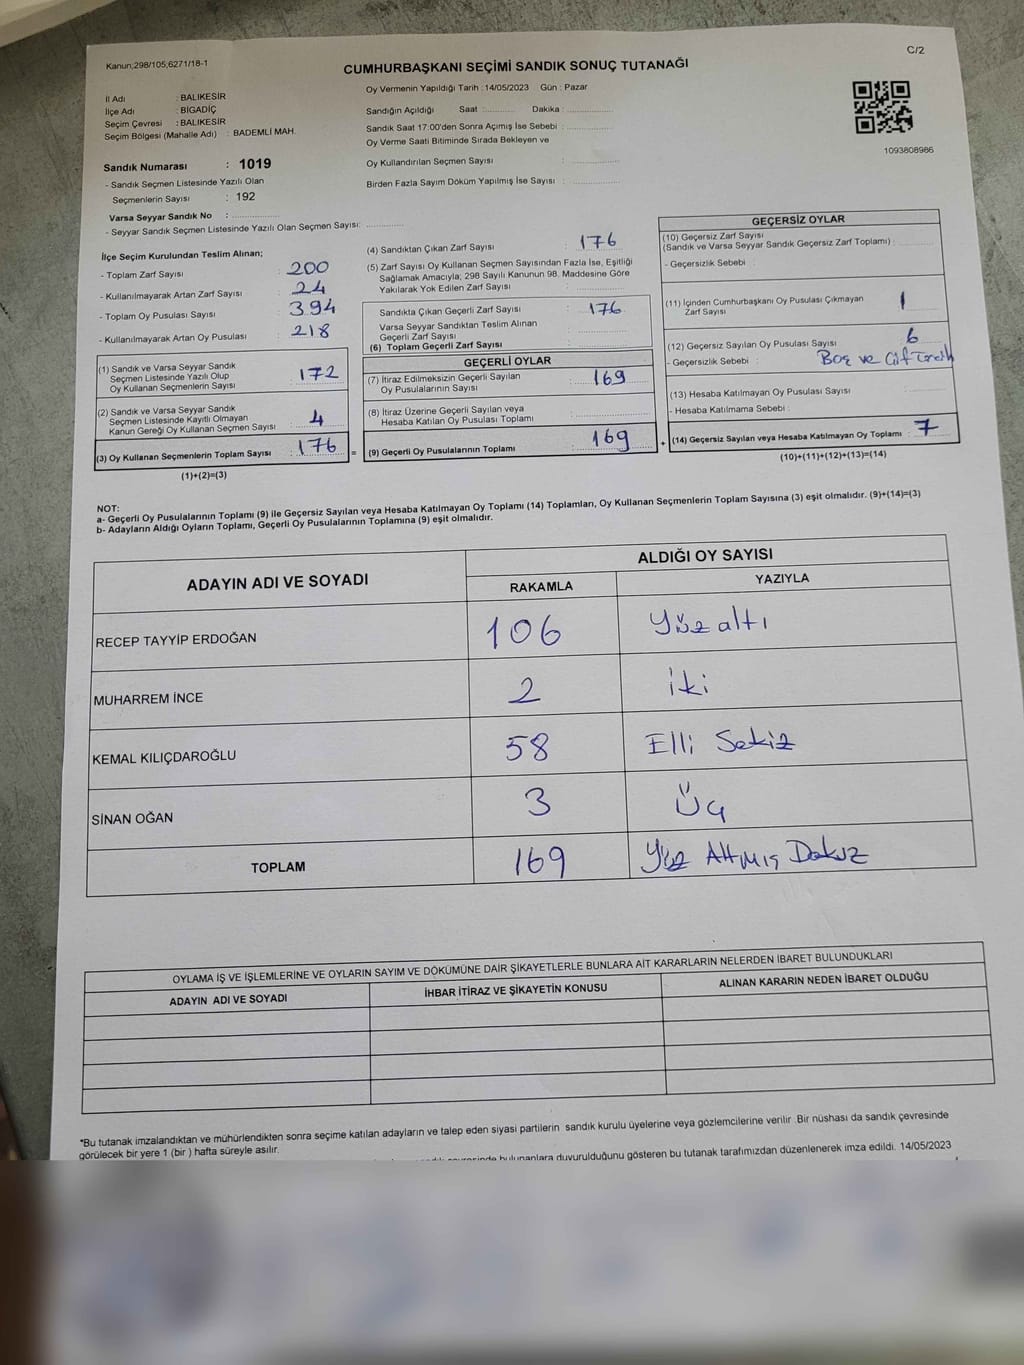 C/2
Kanun;298/105,6271/18-1
CUMHURBAŞKANI SEÇİMİ SANDIK SONUÇ TUTANAĞI
İl Adı : BALIKESİR
İlçe Adı : BİGADİÇ
Seçim Çevresi : BALIKESİR
Seçim Bölgesi (Mahalle Adı) : BADEMLİ MAH.
Sandık Numarası : 1019
- Sandık Seçmen Listesinde Yazılı Olan
Seçmenlerin Sayısı : 192
Varsa Seyyar Sandık No :
- Seyyar Sandık Seçmen Listesinde Yazılı Olan Seçmen Sayısı:
Oy Vermenin Yapıldığı Tarih :14/05/2023 Gün : Pazar
Sandığın Açıldığı Saat : Dakika :
Sandık Saat 17:00'den Sonra Açımış İse Sebebi :
Oy Verme Saati Bitiminde Sırada Bekleyen ve
Oy Kullandırılan Seçmen Sayısı :
Birden Fazla Sayım Döküm Yapılmış İse Sayısı :
1093808986
İlçe Seçim Kurulundan Teslim Alınan;
- Toplam Zarf Sayısı : 200
- Kullanılmayarak Artan Zarf Sayısı : 24
- Toplam Oy Pusulası Sayısı : 394
- Kullanılmayarak Artan Oy Pusulası : 218
(1) Sandık ve Varsa Seyyar Sandık
Seçmen Listesinde Yazılı Olup
Oy Kullanan Seçmenlerin Sayısı : 172
(2) Sandık ve Varsa Seyyar Sandık
Seçmen Listesinde Kayıtlı Olmayan
Kanun Gereği Oy Kullanan Seçmen Sayısı : 4
(3) Oy Kullanan Seçmenlerin Toplam Sayısı : 176 =
(1)+(2)=(3)
(4) Sandıktan Çıkan Zarf Sayısı : 176
(5) Zarf Sayısı Oy Kullanan Seçmen Sayısından Fazla İse, Eşitliği
Sağlamak Amacıyla; 298 Sayılı Kanunun 98. Maddesine Göre
Yakılarak Yok Edilen Zarf Sayısı :
Sandıkta Çıkan Geçerli Zarf Sayısı : 176
Varsa Seyyar Sandıktan Teslim Alınan
Geçerli Zarf Sayısı :
(6) Toplam Geçerli Zarf Sayısı :
GEÇERLİ OYLAR
(7) İtiraz Edilmeksizin Geçerli Sayılan
Oy Pusulalarının Sayısı : 169
(8) İtiraz Üzerine Geçerli Sayılan veya
Hesaba Katılan Oy Pusulası Toplamı :
(9) Geçerli Oy Pusulalarının Toplamı : 169 +
GEÇERSİZ OYLAR
(10) Geçersiz Zarf Sayısı
(Sandık ve Varsa Seyyar Sandık Geçersiz Zarf Toplamı) :
- Geçersizlik Sebebi :
(11) İçinden Cumhurbaşkanı Oy Pusulası Çıkmayan
Zarf Sayısı : 1
(12) Geçersiz Sayılan Oy Pusulası Sayısı : 6
- Geçersizlik Sebebi : Boş ve Çift Tercih
(13) Hesaba Katılmayan Oy Pusulası Sayısı
- Hesaba Katılmama Sebebi :
(14) Geçersiz Sayılan veya Hesaba Katılmayan Oy Toplamı : 7
(10)+(11)+(12)+(13)=(14)
NOT:
a- Geçerli Oy Pusulalarının Toplamı (9) ile Geçersiz Sayılan veya Hesaba Katılmayan Oy Toplamı (14) Toplamları, Oy Kullanan Seçmenlerin Toplam Sayısına (3) eşit olmalıdır. (9)+(14)=(3)
b- Adayların Aldığı Oyların Toplamı, Geçerli Oy Pusulalarının Toplamına (9) eşit olmalıdır.
ADAYIN ADI VE SOYADI
ALDIĞI OY SAYISI
RAKAMLA YAZIYLA
RECEP TAYYİP ERDOĞAN 106 Yüz altı
MUHARREM İNCE 2 iki
KEMAL KILIÇDAROĞLU 58 Elli Sekiz
SİNAN OĞAN 3 Üç
TOPLAM 169 Yüz Altmış Dokuz
OYLAMA İŞ VE İŞLEMLERİNE VE OYLARIN SAYIM VE DÖKÜMÜNE DAİR ŞİKAYETLERLE BUNLARA AİT KARARLARIN NELERDEN İBARET BULUNDUKLARI
ADAYIN ADI VE SOYADI İHBAR İTİRAZ VE ŞİKAYETİN KONUSU ALINAN KARARIN NEDEN İBARET OLDUĞU
*Bu tutanak imzalandıktan ve mühürlendikten sonra seçime katılan adayların ve talep eden siyasi partilerin sandık kurulu üyelerine veya gözlemcilerine verilir. Bir nüshası da sandık çevresinde
görülecek bir yere 1 (bir ) hafta süreyle asılır.
bulunanlara duyurulduğunu gösteren bu tutanak tarafımızdan düzenlenerek imza edildi. 14/05/2023